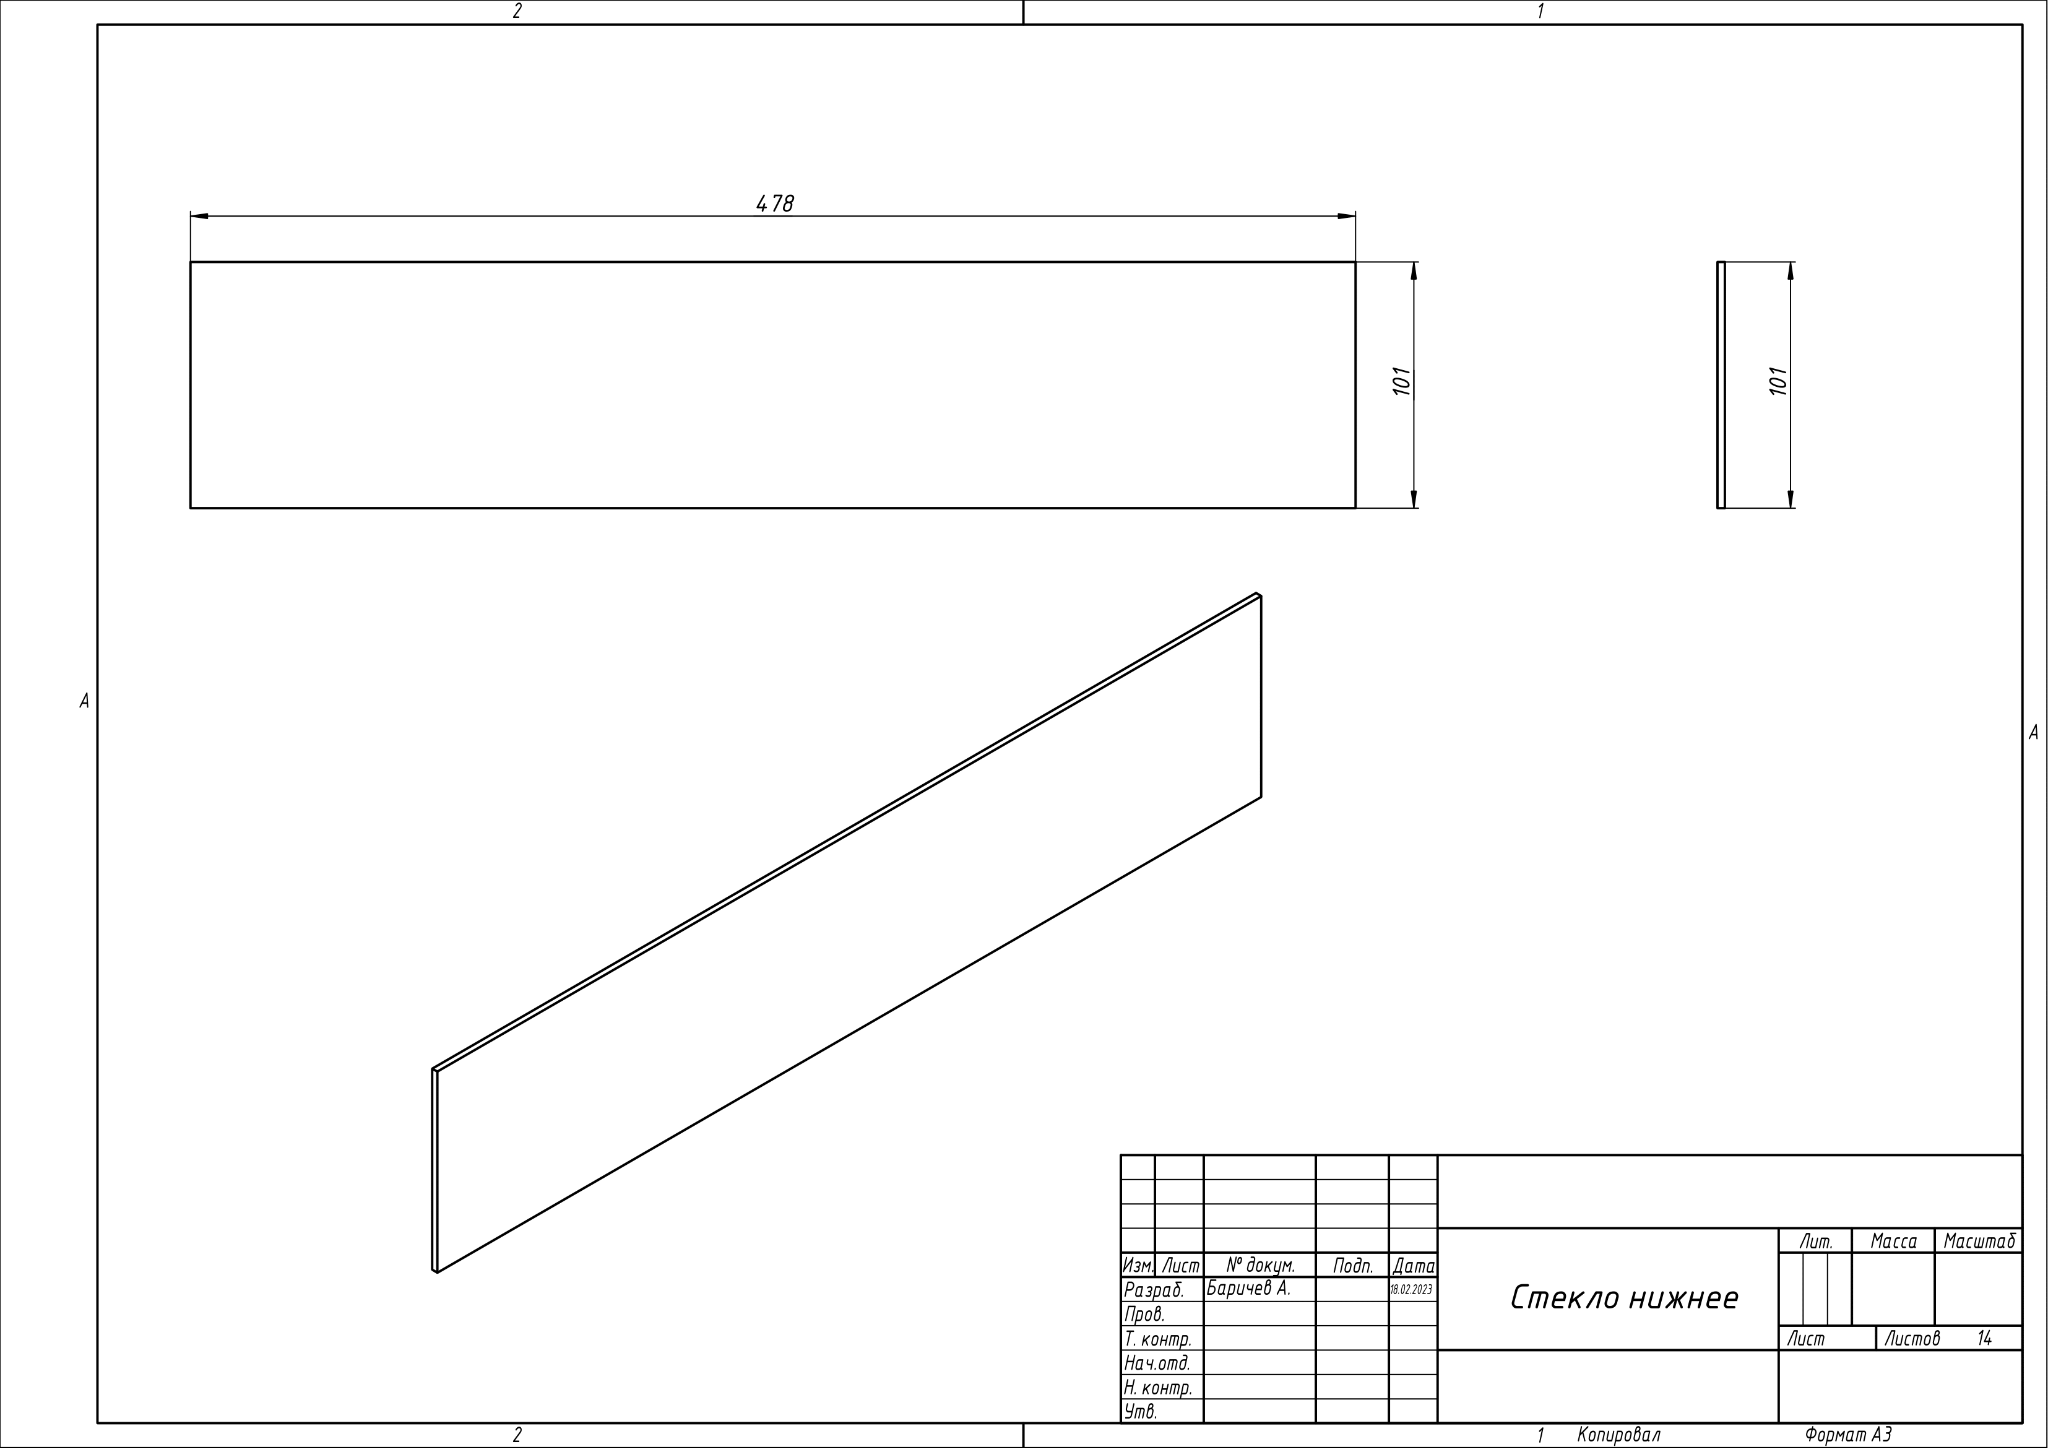 2 1
478
101
101
A
A
Лит. Масса Масштаб
Изм. Лист № докум. Подп. Дата
Разраб. Баричев А. 18.02.2023
Стекло нижнее
Пров.
Т. контр.
Лист Листов 14
Нач.отд.
Н. контр.
Утв.
2 1 Копировал Формат А3